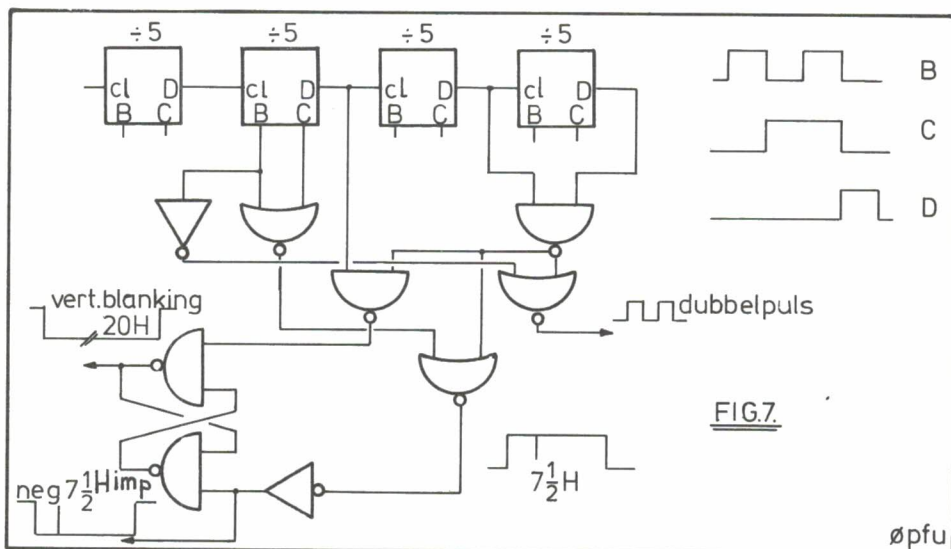 ÷5 ÷5 ÷5 ÷5
cl D cl D cl D cl D
B C B C B C B C
B
C
D
vert.blanking
20H
dubbelpuls
FIG.7.
7½H
neg 7½Himp
øpfu